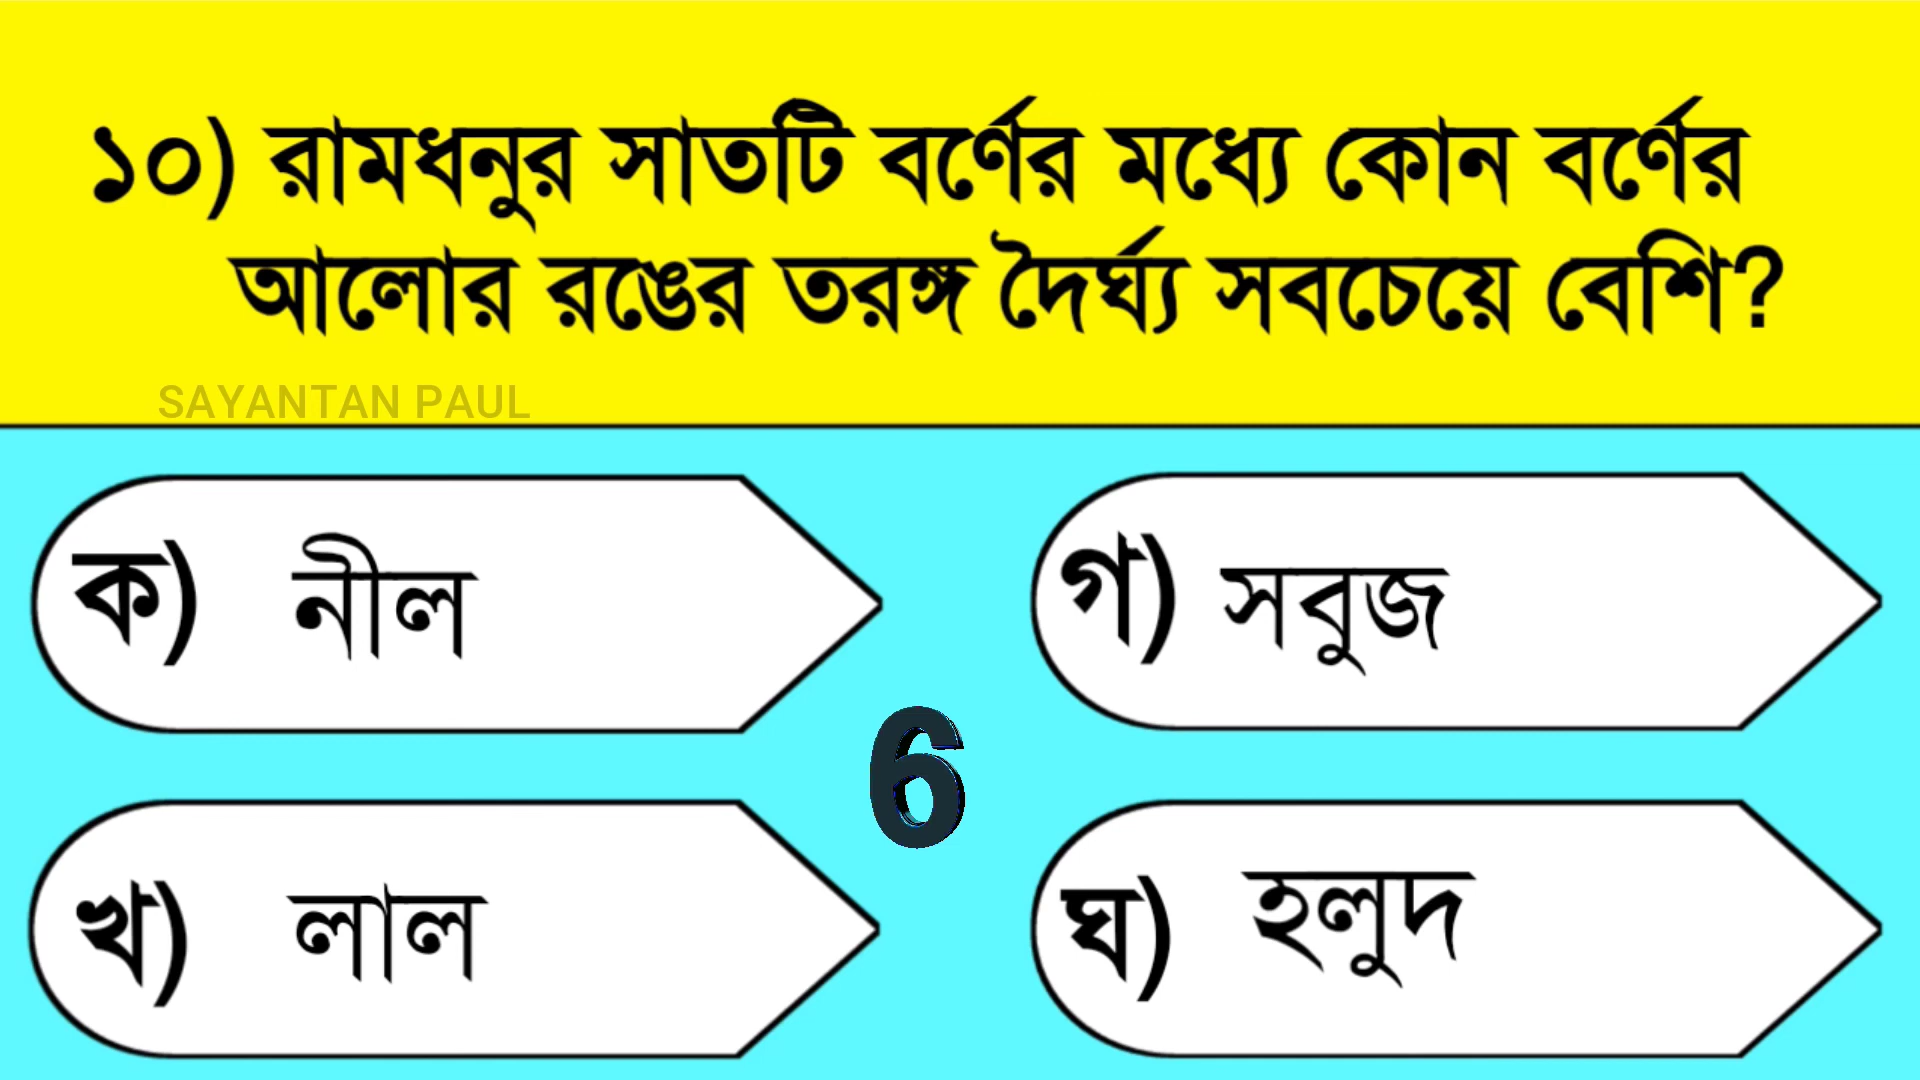 ১০) রামধনুর সাতটি বর্ণের মধ্যে কোন বর্ণের
আলোর রঙের তরঙ্গ দৈর্ঘ্য সবচেয়ে বেশি?
SAYANTAN PAUL
ক) নীল
গ) সবুজ
6
খ) লাল
ঘ) হলুদ